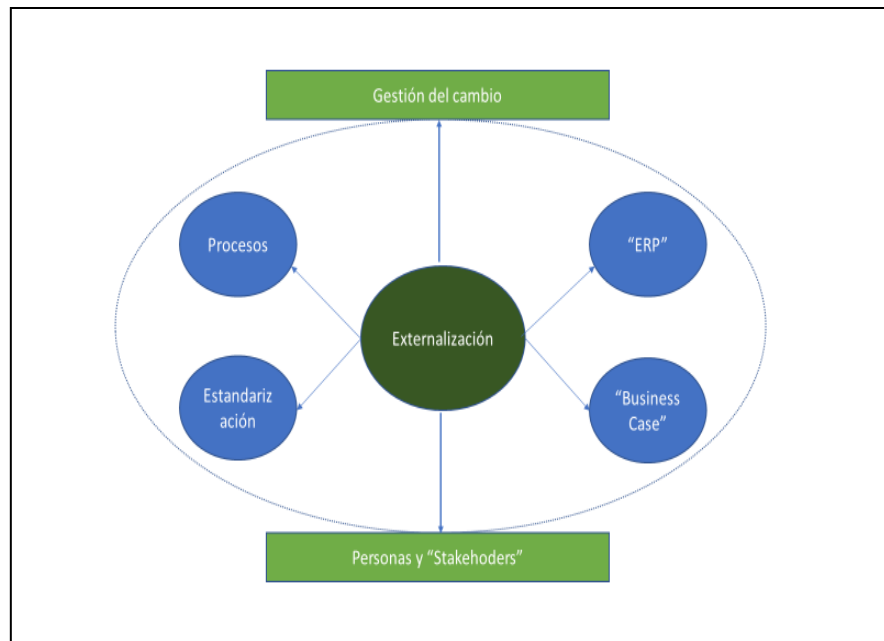 Gestión del cambio
Procesos
“ERP”
Externalización
Estandariz
ación
“Business
Case”
Personas y “Stakehoders”